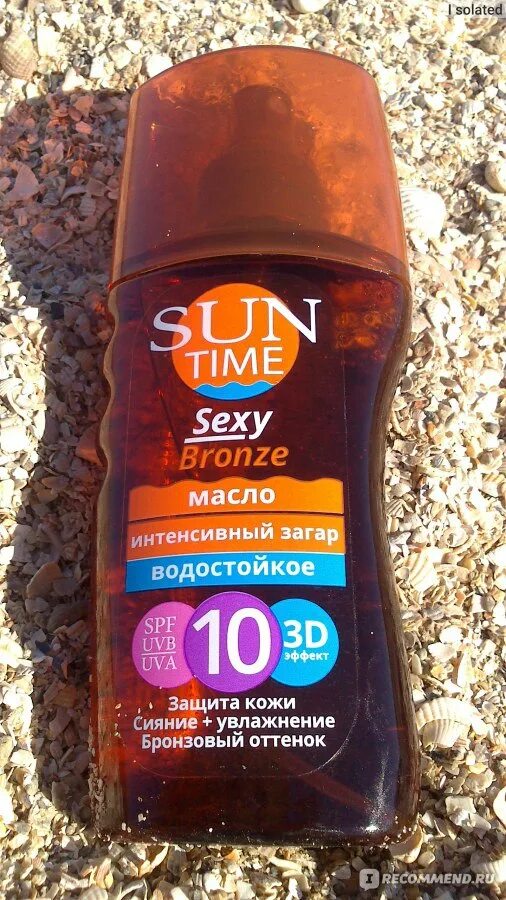 I solated
SUN
TIME
Sexy
Bronze
масло
интенсивный загар
водостойкое
SPF
UVB
UVA
10
3D
эффект
Защита кожи
Сияние + увлажнение
Бронзовый оттенок
I RECOMMEND.RU